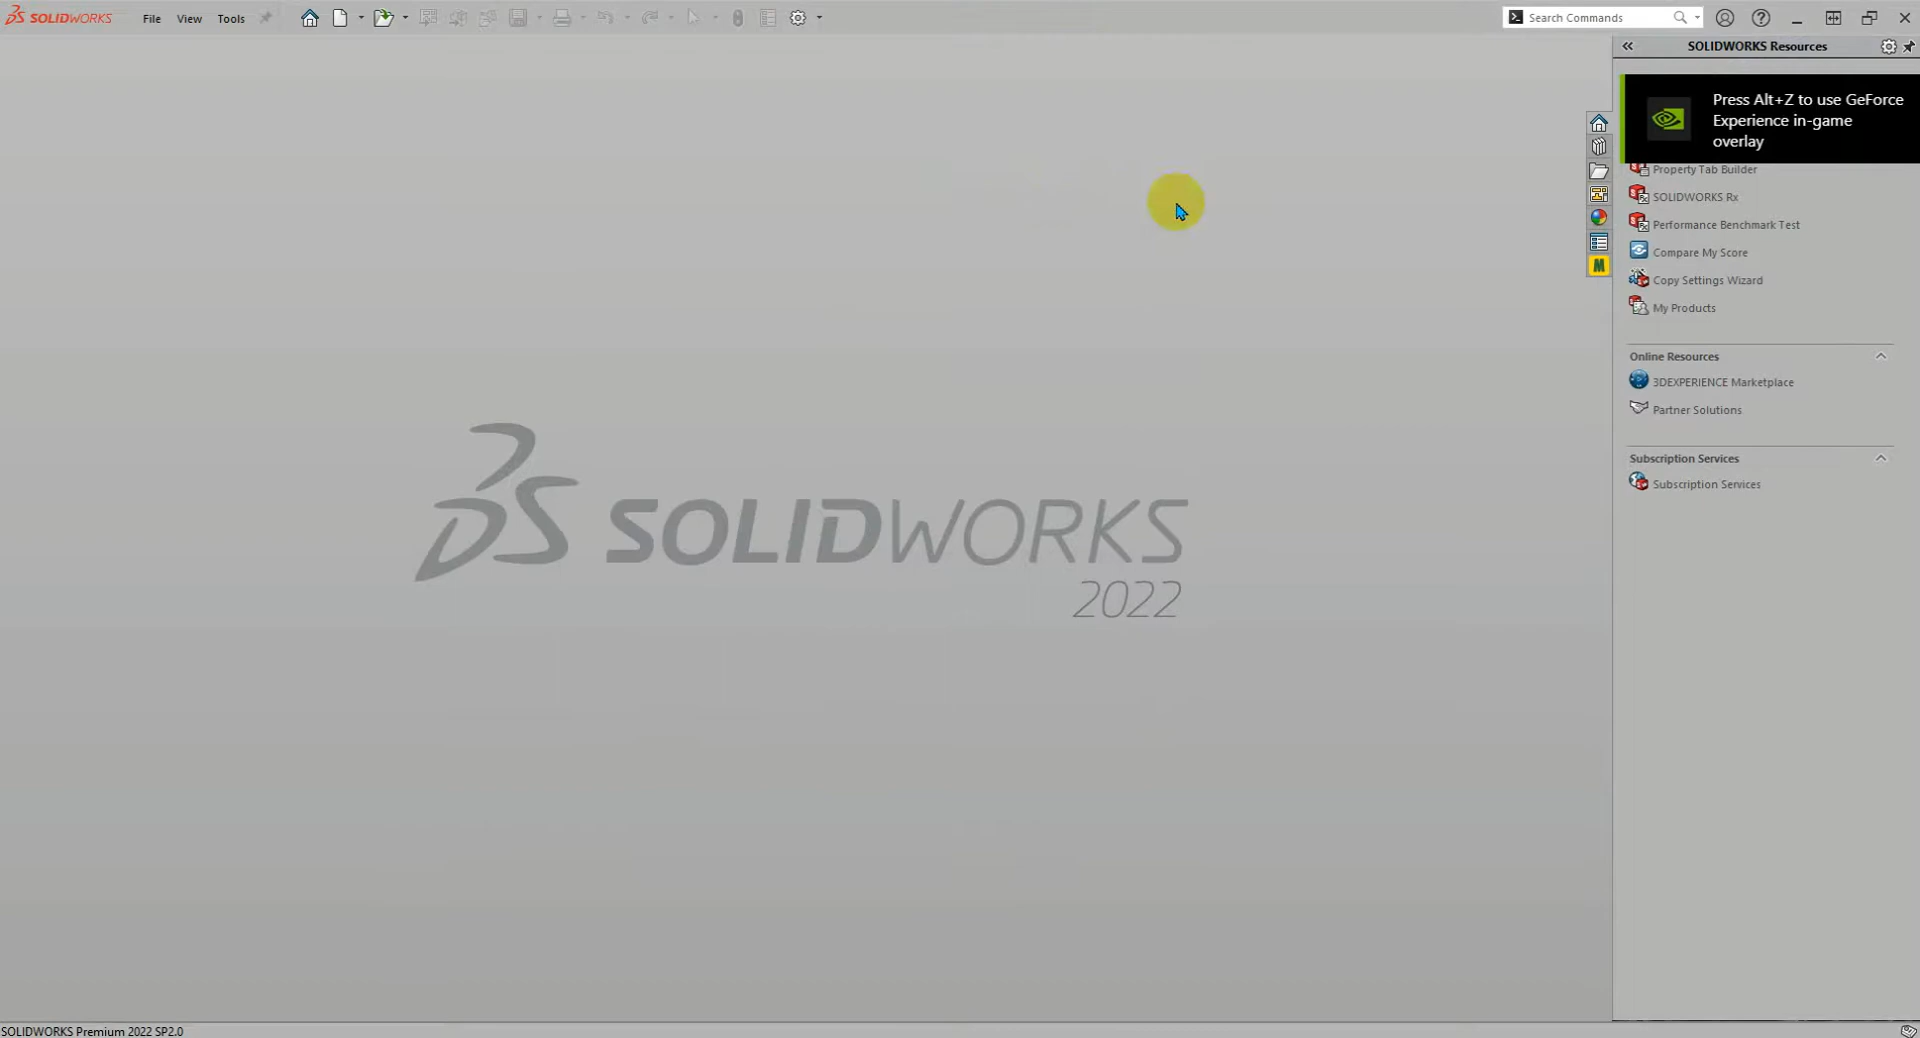 SOLIDWORKS File View Tools Search Commands
SOLIDWORKS Resources
Press Alt+Z to use GeForce
Experience in-game
overlay
Property Tab Builder
SOLIDWORKS Rx
Performance Benchmark Test
Compare My Score
Copy Settings Wizard
My Products
Online Resources
3DEXPERIENCE Marketplace
Partner Solutions
Subscription Services
Subscription Services
SOLIDWORKS
2022
SOLIDWORKS Premium 2022 SP2.0